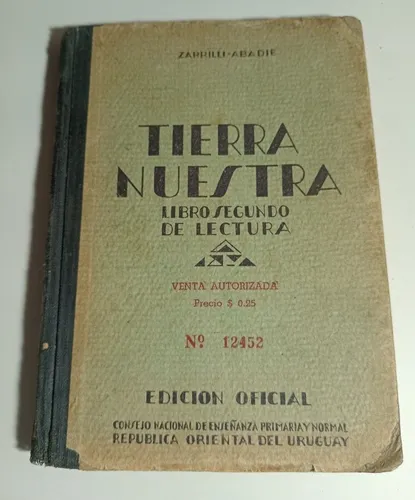 ZARRILLI-ABADIE
TIERRA
NUESTRA
LIBRO SEGUNDO
DE LECTURA
VENTA AUTORIZADA
Precio $ 0.25
Nº 12452
EDICION OFICIAL
CONSEJO NACIONAL DE ENSEÑANZA PRIMARIA Y NORMAL
REPUBLICA ORIENTAL DEL URUGUAY